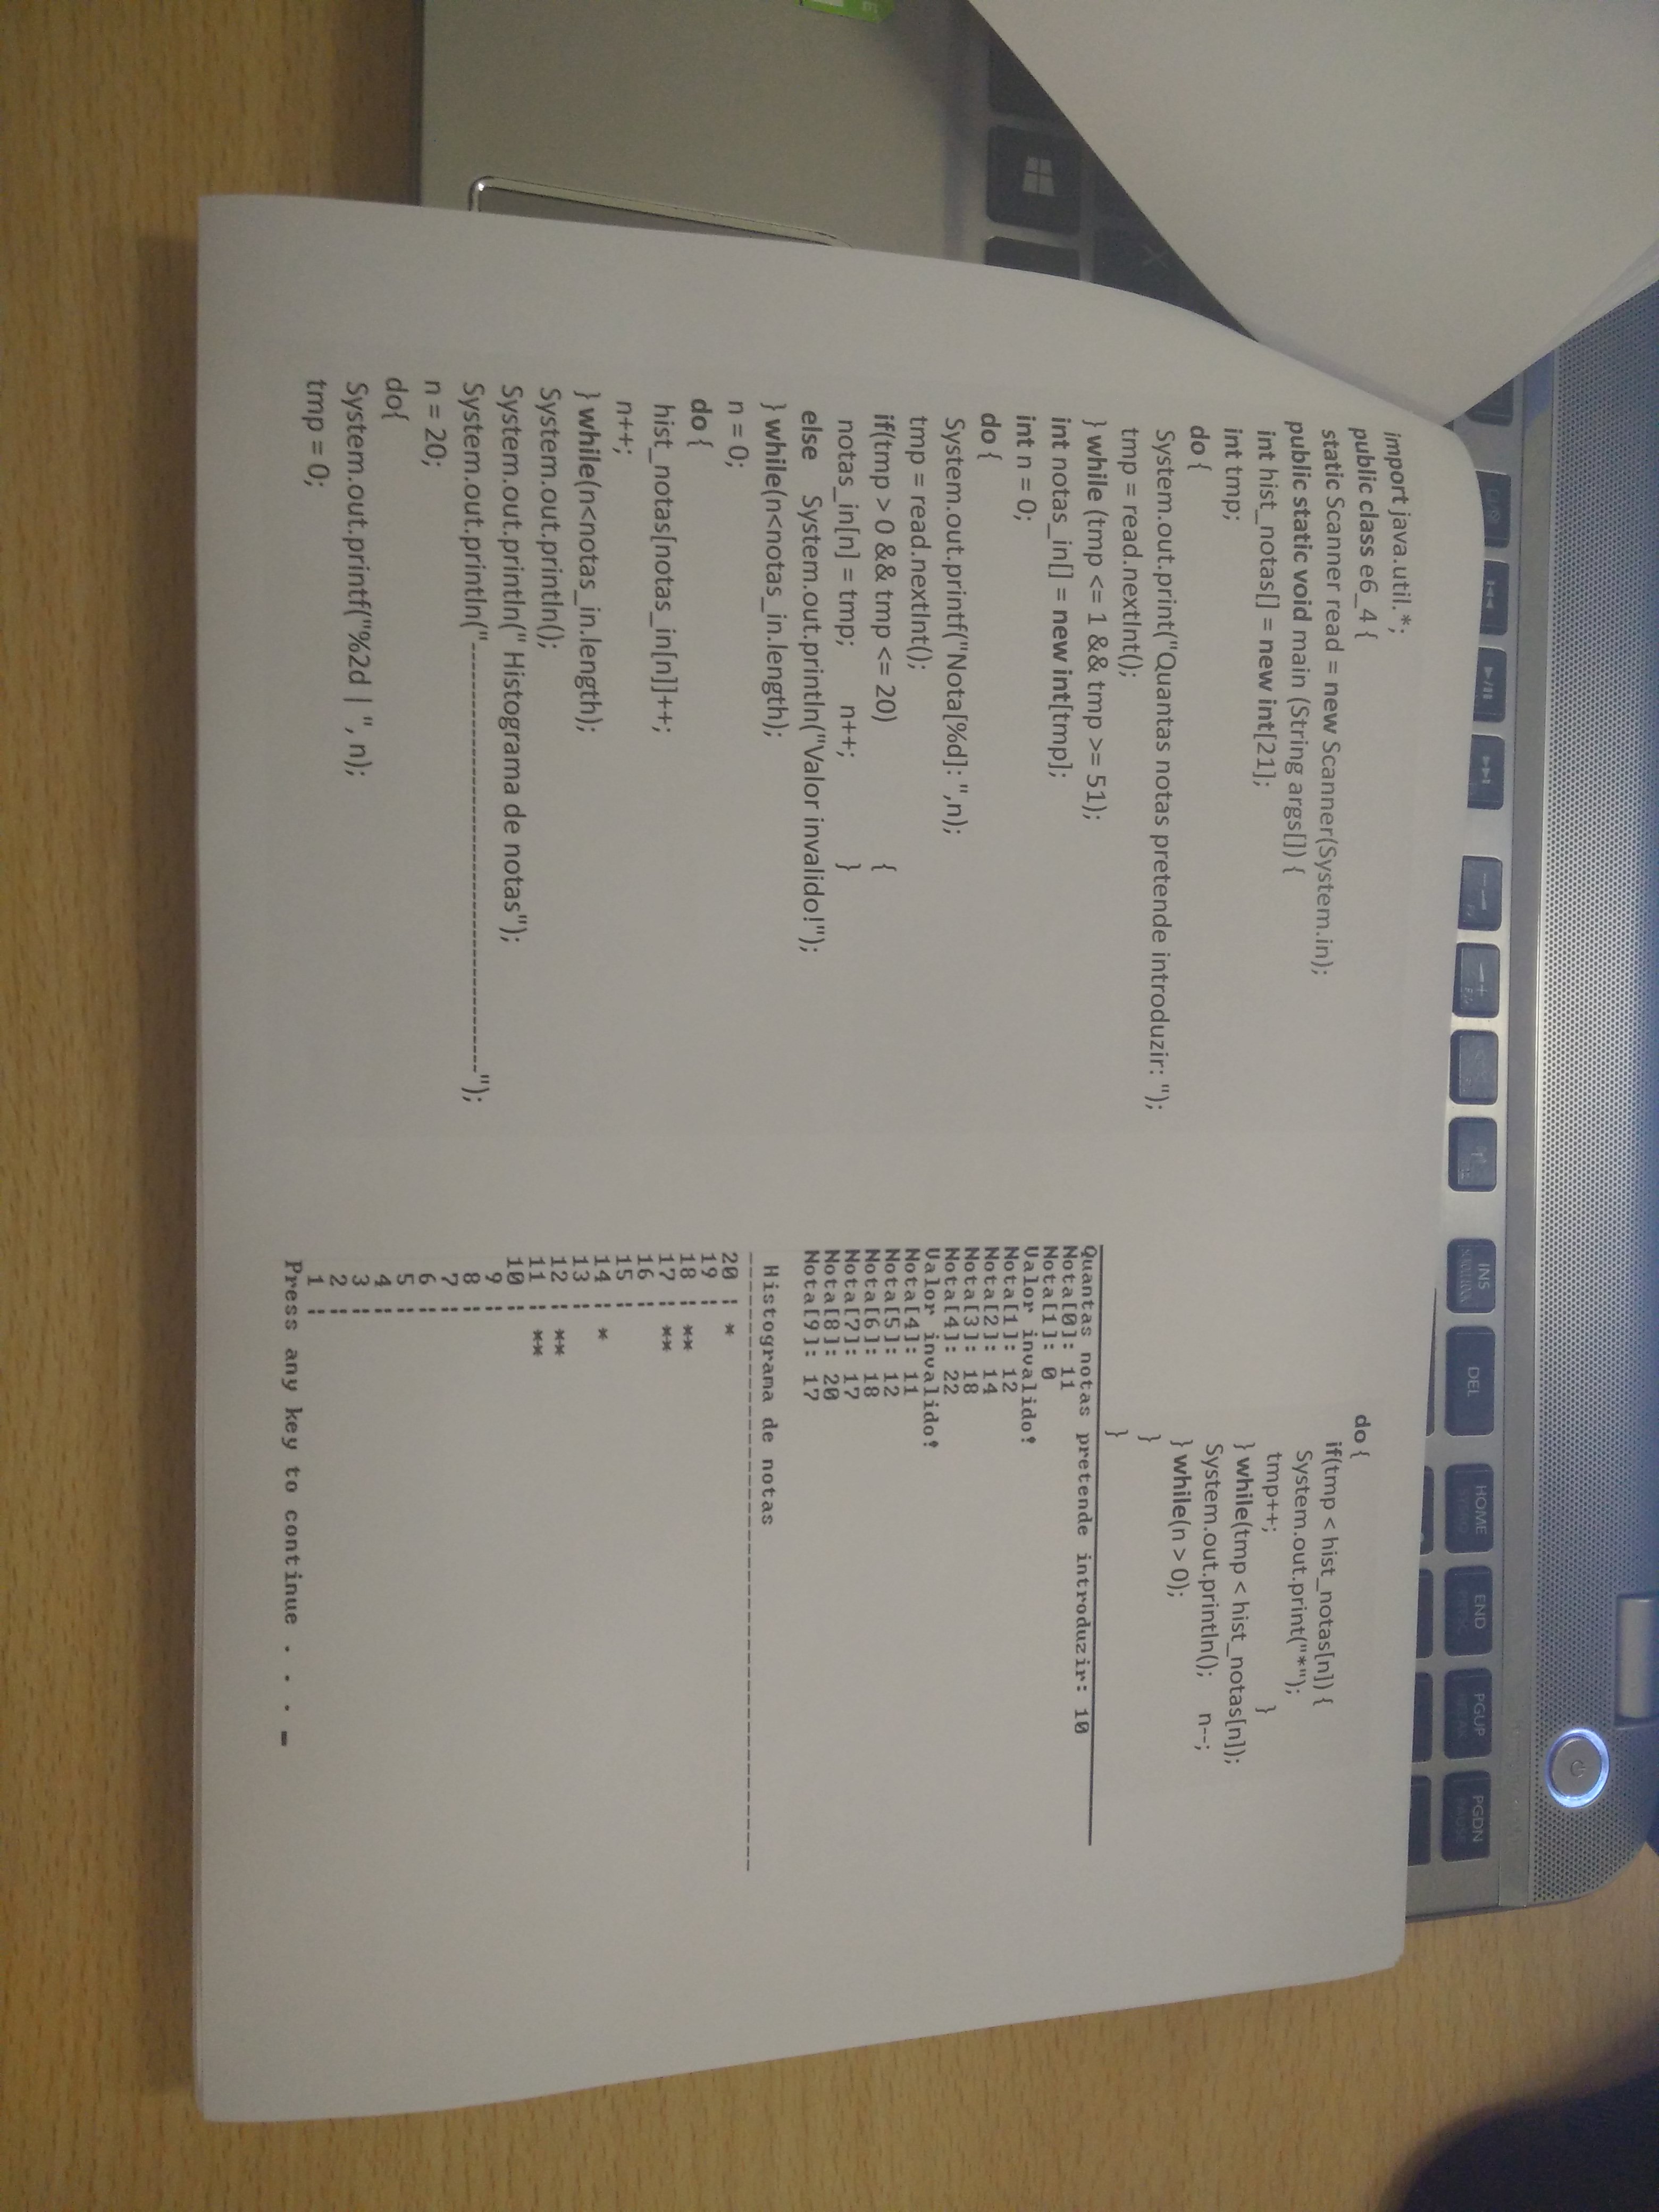 import java.util.*;
public class e6_4 {
static Scanner read = new Scanner(System.in);
public static void main (String args[]) {
int hist_notas[] = new int[21];
int tmp;
do {
System.out.print("Quantas notas pretende introduzir: ");
tmp = read.nextInt();
} while (tmp <= 1 && tmp >= 51);
int notas_in[] = new int[tmp];
int n = 0;
do {
System.out.printf("Nota[%d]: ",n);
tmp = read.nextInt();
if(tmp > 0 && tmp <= 20) {
notas_in[n] = tmp; n++; }
else System.out.println("Valor invalido!");
} while(n<notas_in.length);
n = 0;
do {
hist_notas[notas_in[n]]++;
n++;
} while(n<notas_in.length);
System.out.println();
System.out.println(" Histograma de notas");
System.out.println("---------------------------------------------------");
n = 20;
do{
System.out.printf("%2d | ", n);
tmp = 0;
do {
if(tmp < hist_notas[n]) {
System.out.print("*");
tmp++; }
} while(tmp < hist_notas[n]);
System.out.println(); n--;
} while(n > 0);
}
}
Quantas notas pretende introduzir: 10
Nota[0]: 11
Nota[1]: 0
Valor invalido!
Nota[1]: 12
Nota[2]: 14
Nota[3]: 18
Nota[4]: 22
Valor invalido!
Nota[4]: 11
Nota[5]: 12
Nota[6]: 18
Nota[7]: 17
Nota[8]: 20
Nota[9]: 17
Histograma de notas
---------------------------------------------------
20 | *
19 |
18 | **
17 | **
16 |
15 |
14 | *
13 |
12 | **
11 | **
10 |
9 |
8 |
7 |
6 |
5 |
4 |
3 |
2 |
1 |
Press any key to continue . . .
INS
DEL
HOME
END
PGUP
PGDN
PAUSE